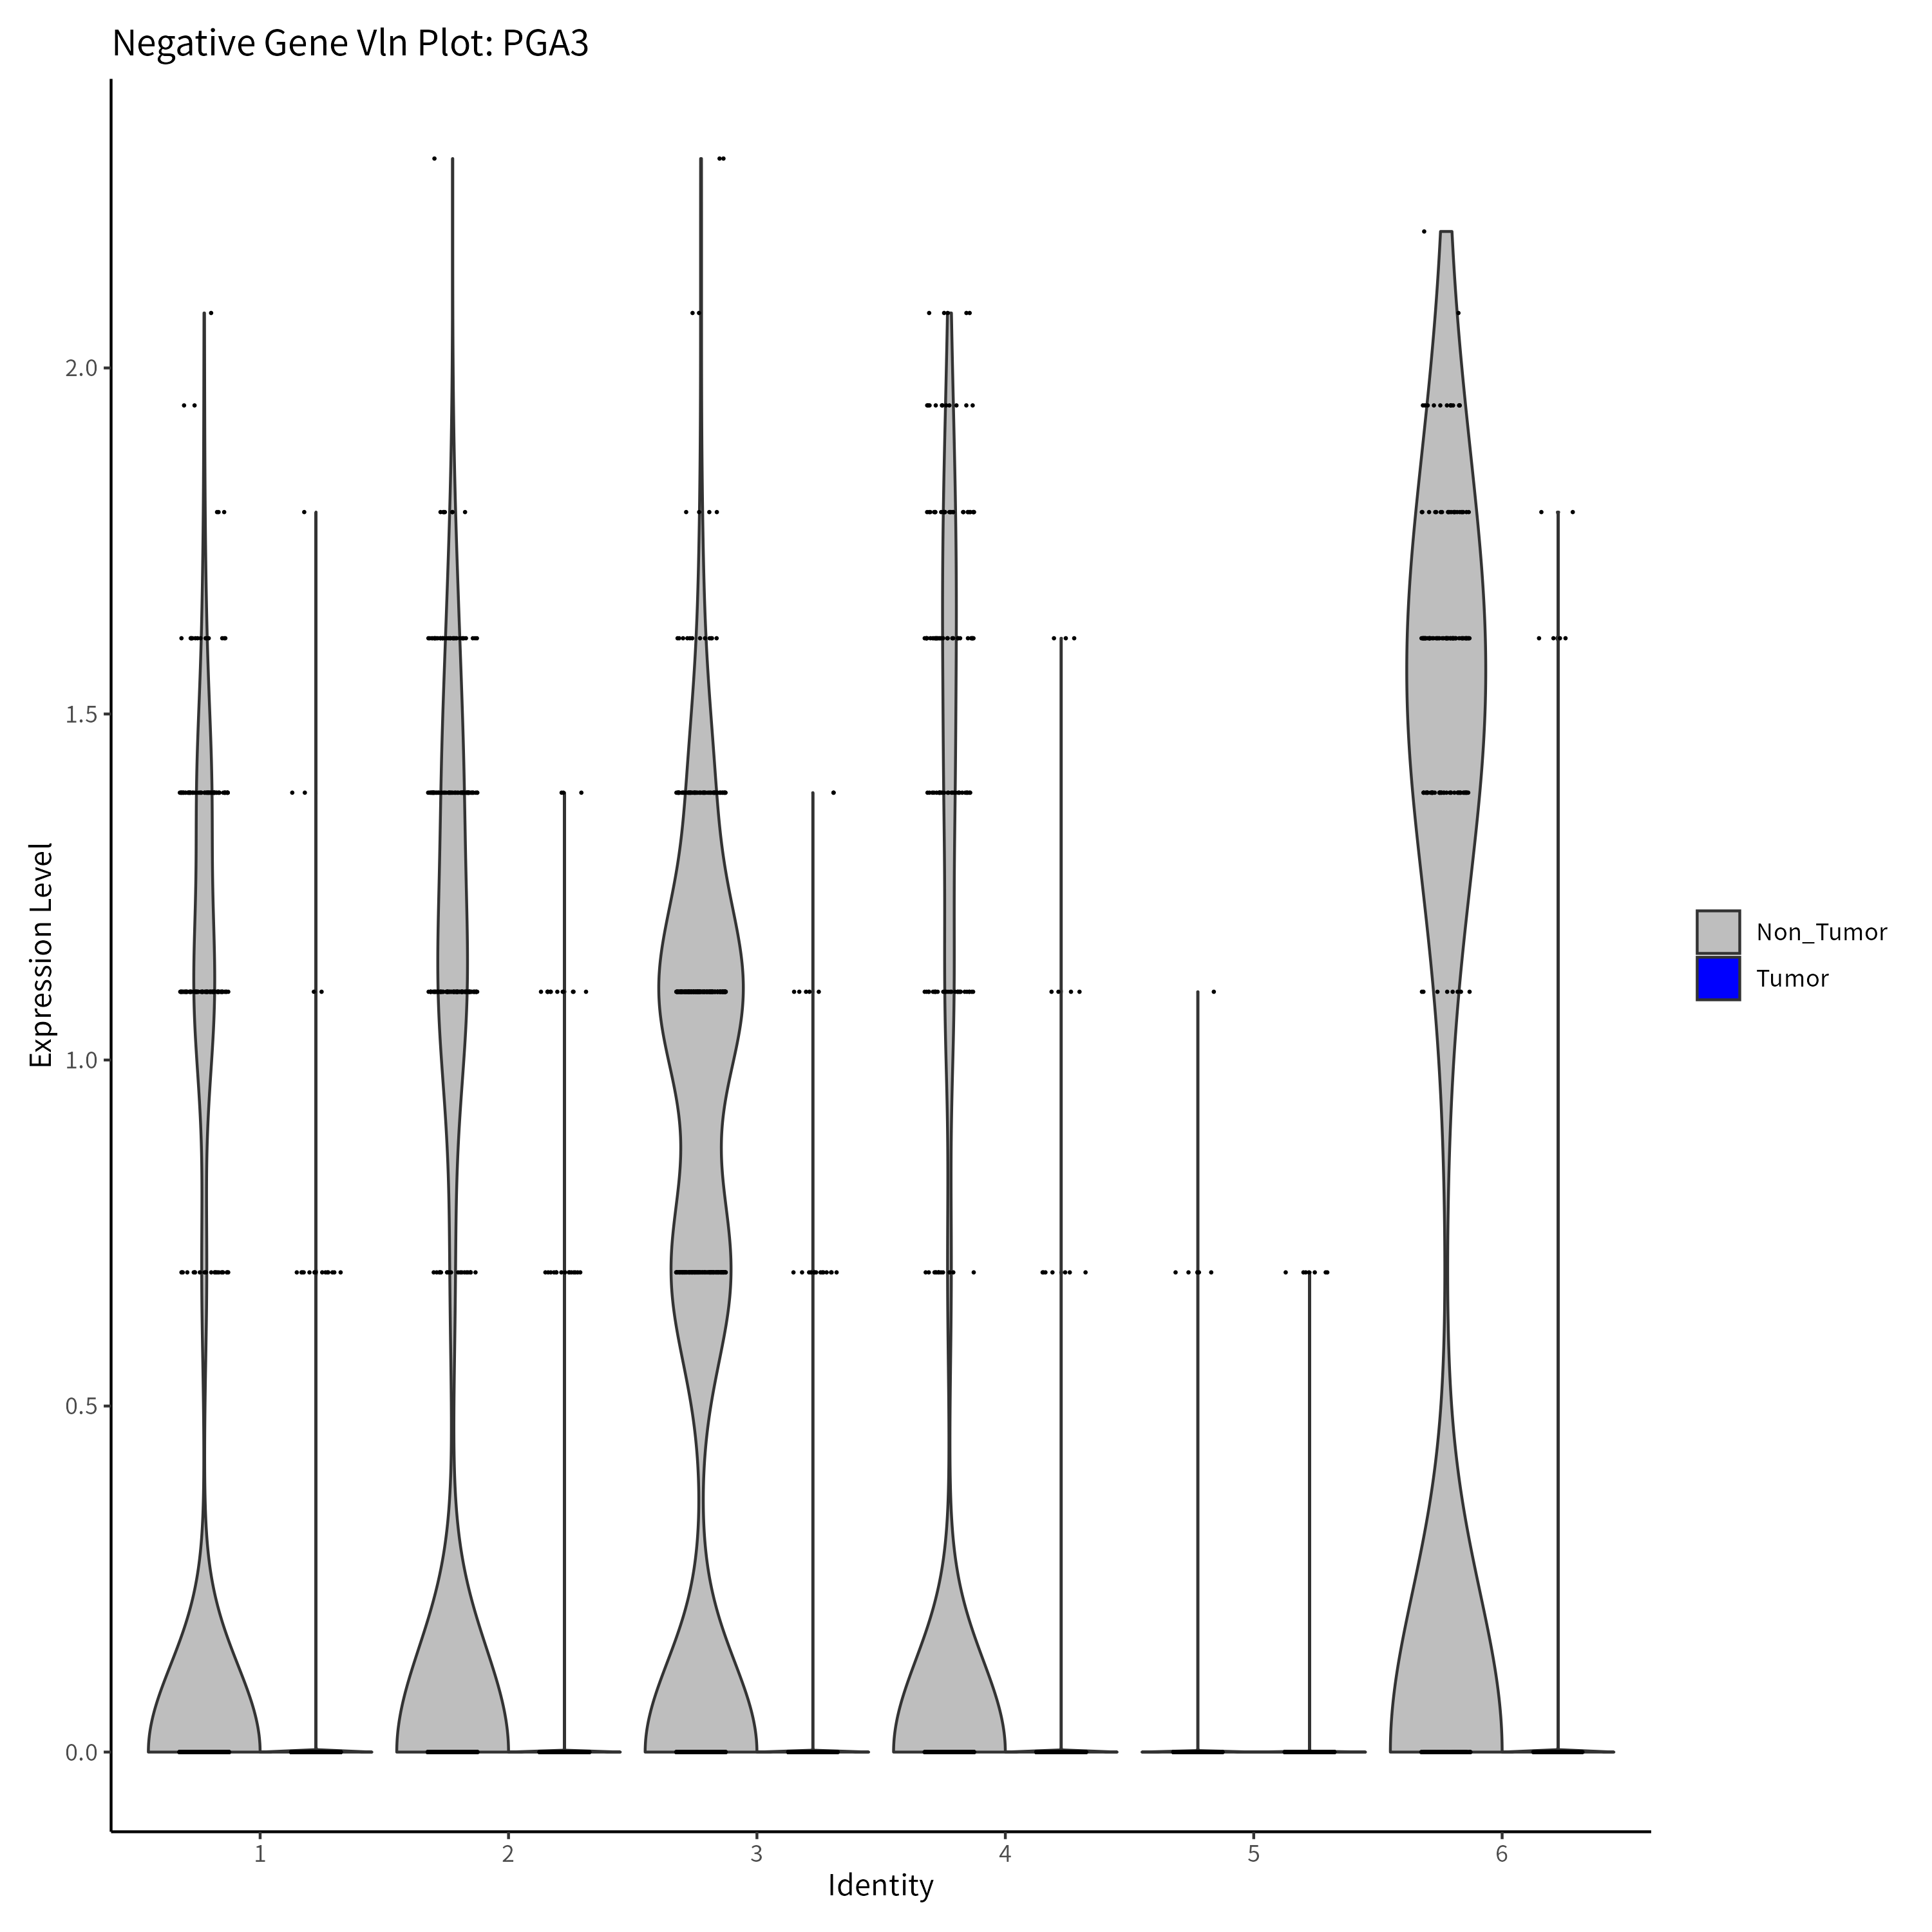 Negative Gene Vln Plot: PGA3
Expression Level
2.0
1.5
1.0
0.5
0.0
1 2 3 4 5 6
Identity
Non_Tumor
Tumor